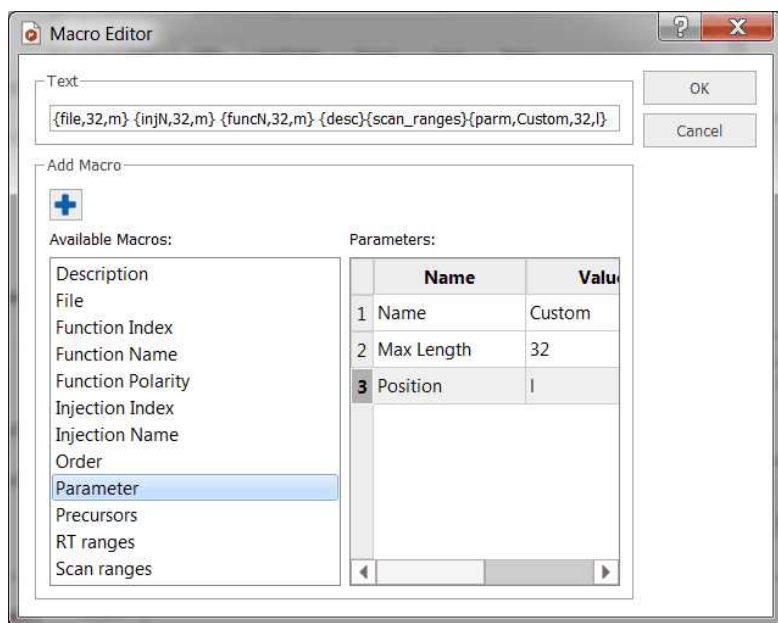 Macro Editor
Text
{file,32,m} {injN,32,m} {funcN,32,m} {desc}{scan_ranges}{parm,Custom,32,l}
OK
Cancel
Add Macro
Available Macros:
Parameters:
Description
File
Function Index
Function Name
Function Polarity
Injection Index
Injection Name
Order
Parameter
Precursors
RT ranges
Scan ranges
Name Valu
1 Name Custom
2 Max Length 32
3 Position l